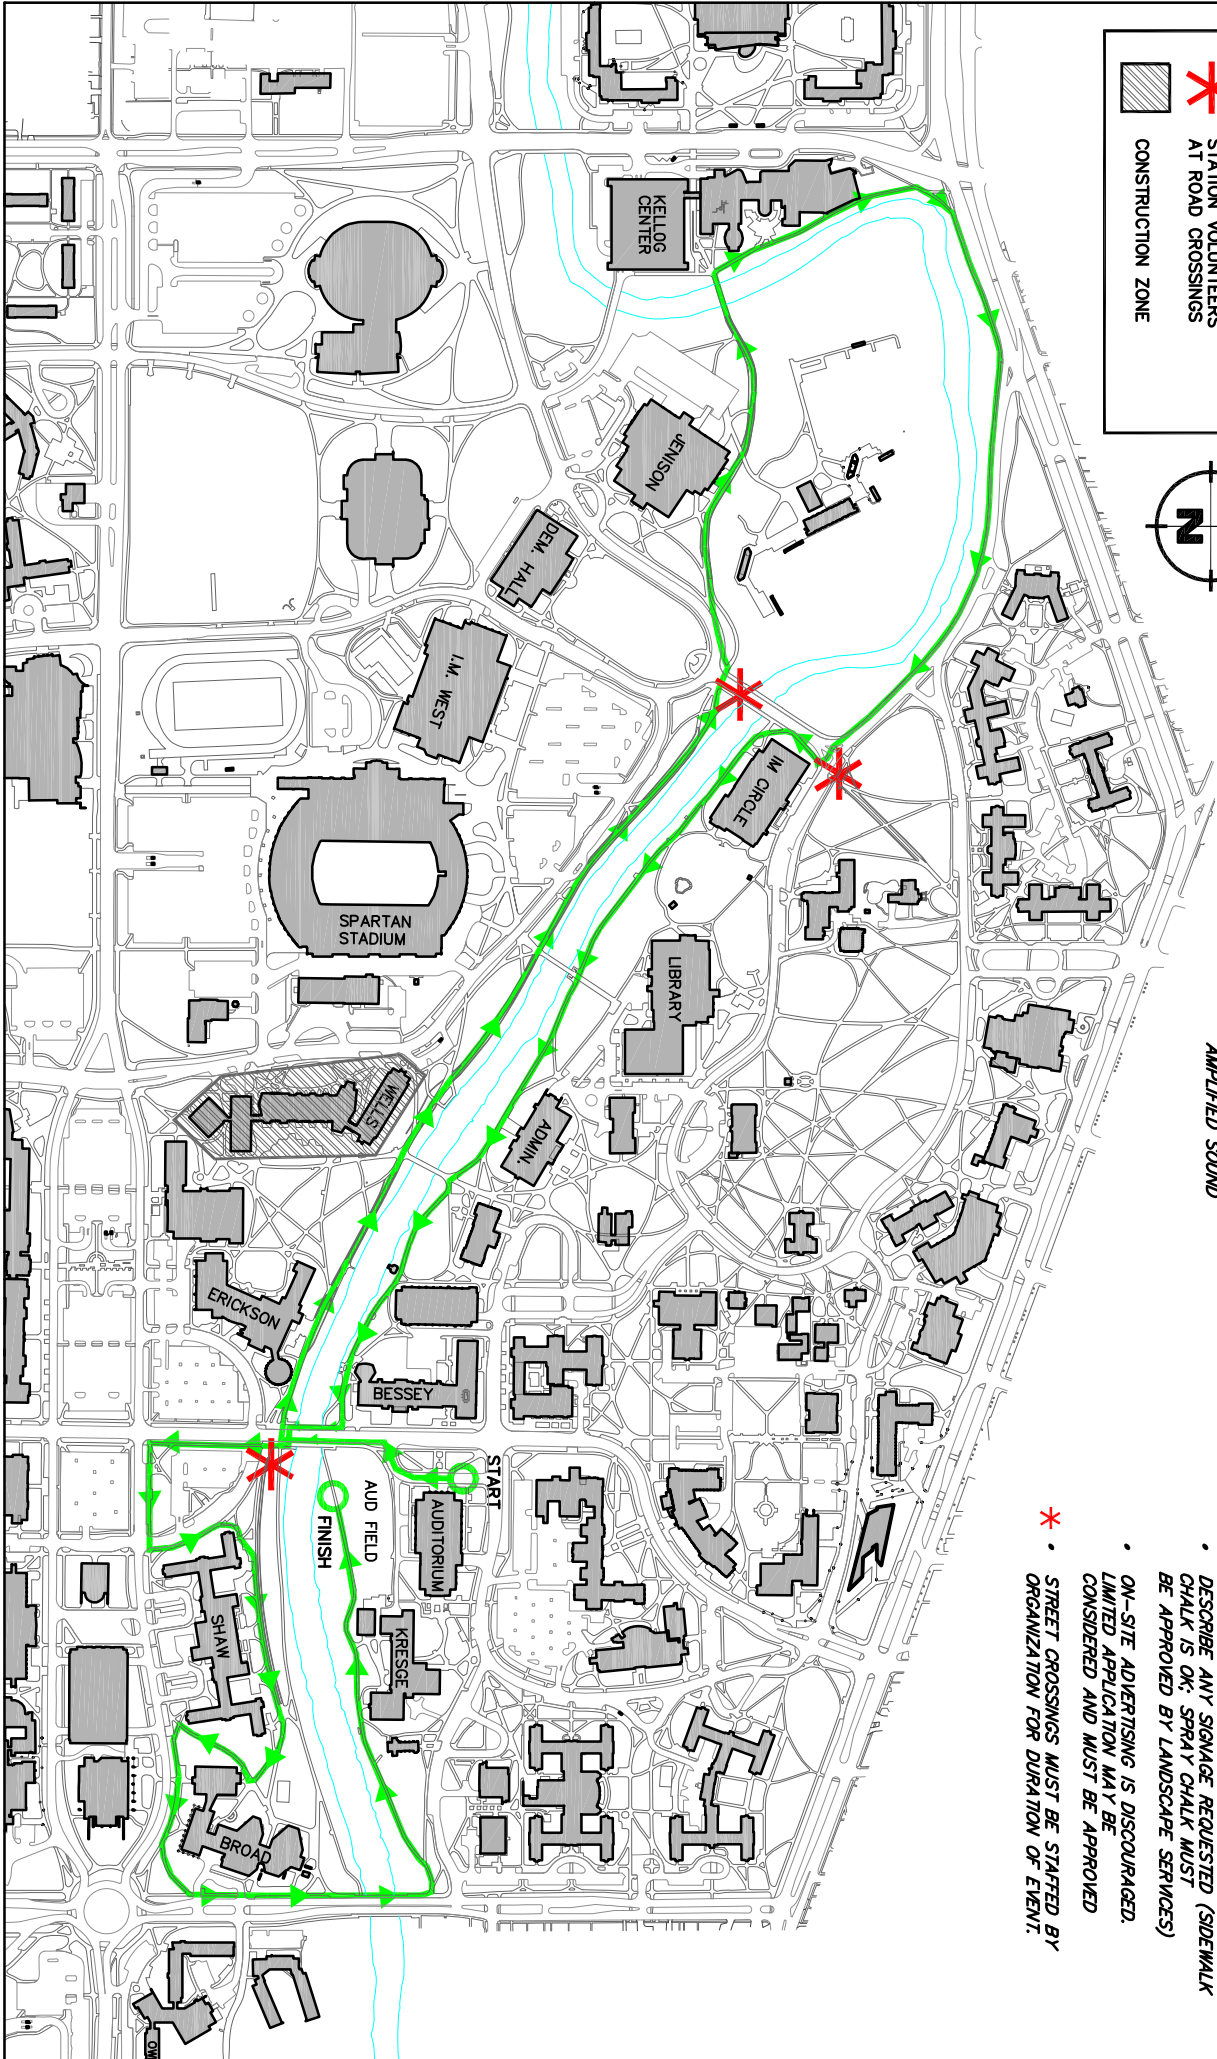 STATION VOLUNTEERS
AT ROAD CROSSINGS
CONSTRUCTION ZONE
N
AMPLIFIED SOUND
• DESCRIBE ANY SIGNAGE REQUESTED (SIDEWALK
CHALK IS OK; SPRAY CHALK MUST
BE APPROVED BY LANDSCAPE SERVICES)
• ON-SITE ADVERTISING IS DISCOURAGED.
LIMITED APPLICATION MAY BE
CONSIDERED AND MUST BE APPROVED
* • STREET CROSSINGS MUST BE STAFFED BY
ORGANIZATION FOR DURATION OF EVENT.
KELLOG
CENTER
JENISON
DEM. HALL
I.M. WEST
IM CIRCLE
SPARTAN
STADIUM
LIBRARY
WELLS
ADMIN.
ERICKSON
BESSEY
START
AUD FIELD
FINISH
AUDITORIUM
KRESGE
SHAW
BROAD
OW